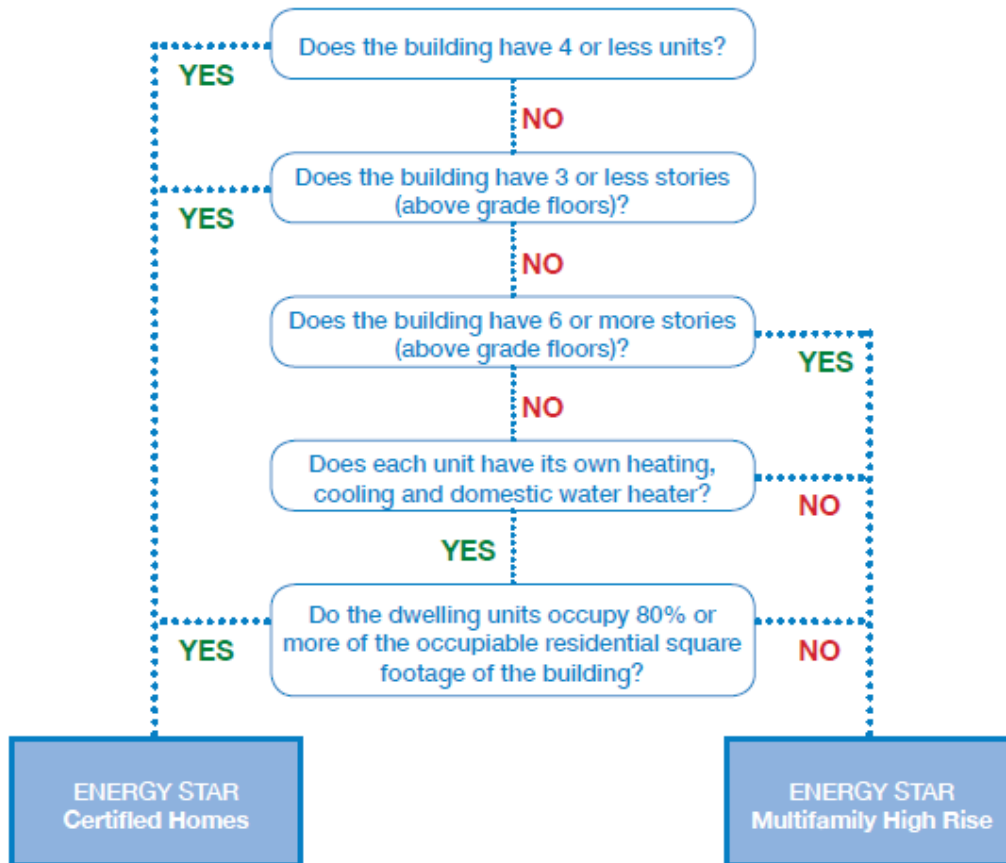 Does the building have 4 or less units?
YES
NO
Does the building have 3 or less stories
(above grade floors)?
YES
NO
Does the building have 6 or more stories
(above grade floors)?
YES
NO
Does each unit have its own heating,
cooling and domestic water heater?
NO
YES
Do the dwelling units occupy 80% or
more of the occupiable residential square
footage of the building?
YES
NO
ENERGY STAR
Certified Homes
ENERGY STAR
Multifamily High Rise